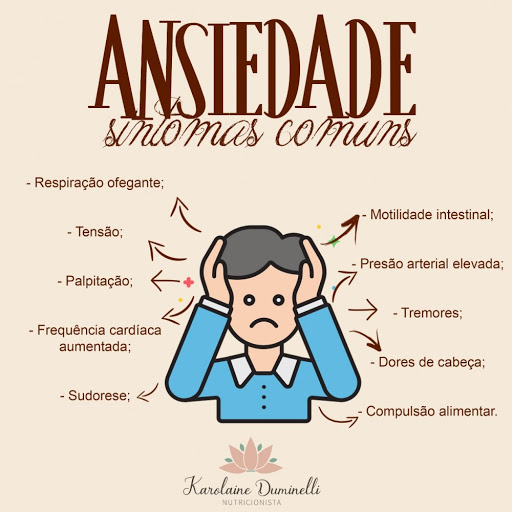 ANSIEDADE
sintomas comuns
- Respiração ofegante;
- Tensão;
- Palpitação;
- Frequência cardíaca
aumentada;
- Sudorese;
- Motilidade intestinal;
- Presão arterial elevada;
- Tremores;
- Dores de cabeça;
- Compulsão alimentar.
Karolaine Duminelli
NUTRICIONISTA